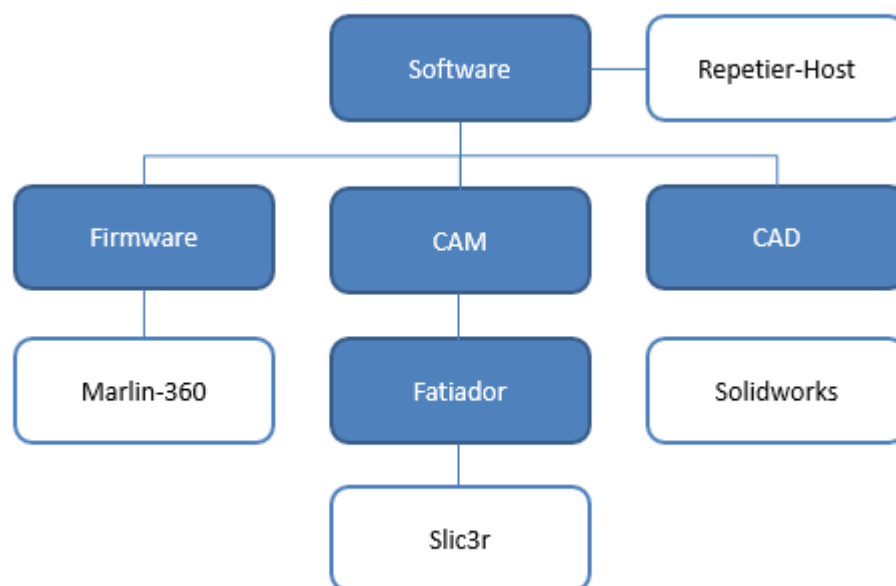 Software
Repetier-Host
Firmware
CAM
CAD
Marlin-360
Fatiador
Solidworks
Slic3r